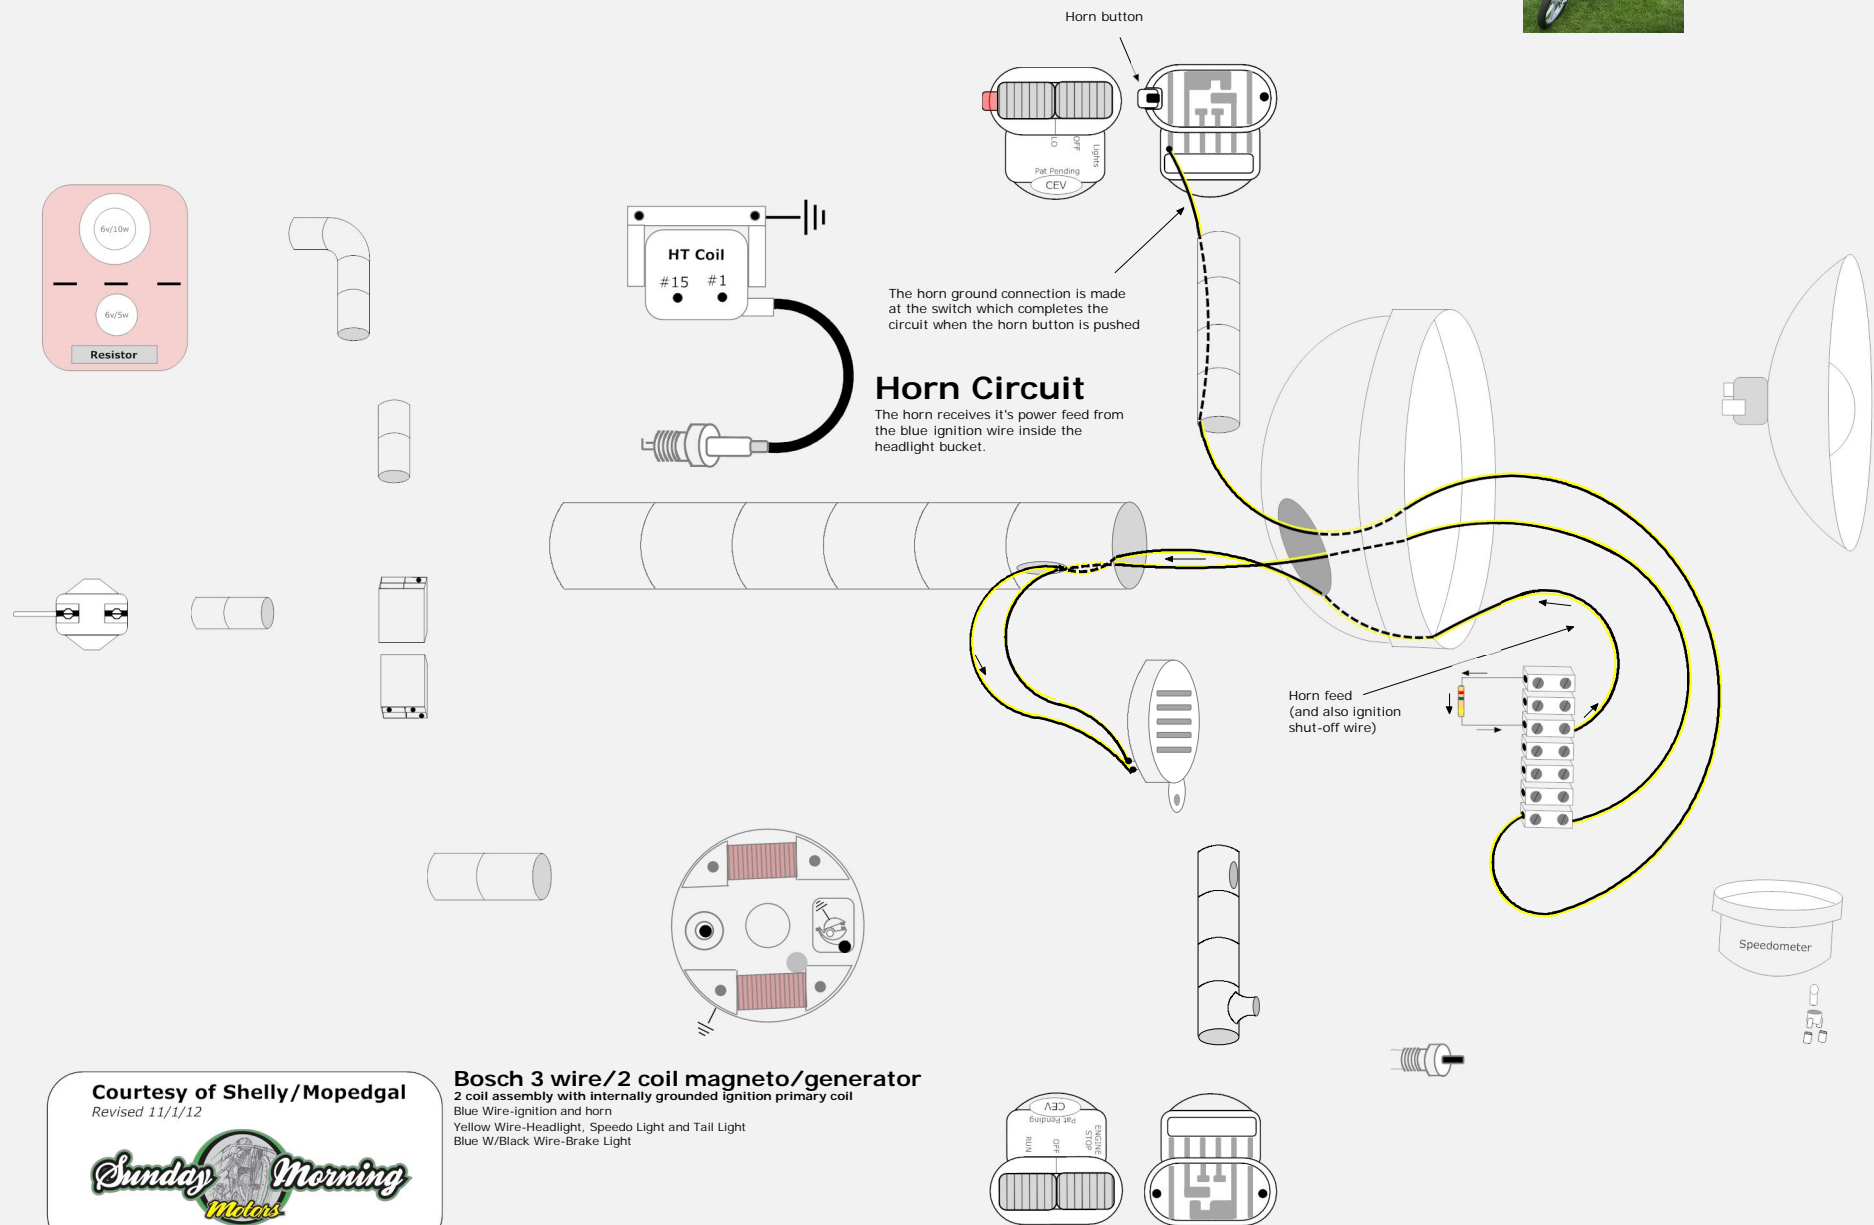 Horn button
LO
OFF
Lights
Pat Pending
CEV
6v/10w
6v/5w
Resistor
HT Coil
#15 #1
The horn ground connection is made
at the switch which completes the
circuit when the horn button is pushed
Horn Circuit
The horn receives it's power feed from
the blue ignition wire inside the
headlight bucket.
Horn feed
(and also ignition
shut-off wire)
Speedometer
Courtesy of Shelly/Mopedgal
Revised 11/1/12
Sunday Morning
Motors
Bosch 3 wire/2 coil magneto/generator
2 coil assembly with internally grounded ignition primary coil
Blue Wire-ignition and horn
Yellow Wire-Headlight, Speedo Light and Tail Light
Blue W/Black Wire-Brake Light
CEV
Pat Pending
RUN
OFF
ENGINE
STOP